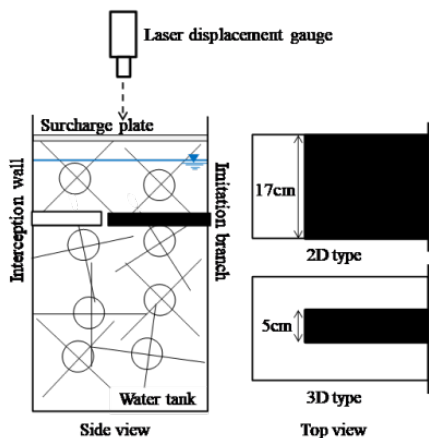 Laser displacement gauge
Surcharge plate
Interception wall
Imitation branch
Water tank
Side view
17cm
2D type
5cm
3D type
Top view